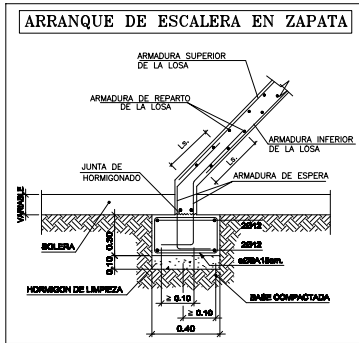 ARRANQUE DE ESCALERA EN ZAPATA
ARMADURA SUPERIOR
DE LA LOSA
ARMADURA DE REPARTO
DE LA LOSA
Ls.
ARMADURA INFERIOR
DE LA LOSA
Ls.
JUNTA DE
HORMIGONADO
ARMADURA DE ESPERA
VARIABLE
2Ø12
SOLERA
0.30
2Ø12
0.10
HORMIGON DE LIMPIEZA
≥ 0.10
BASE COMPACTADA
≥ 0.10
0.40